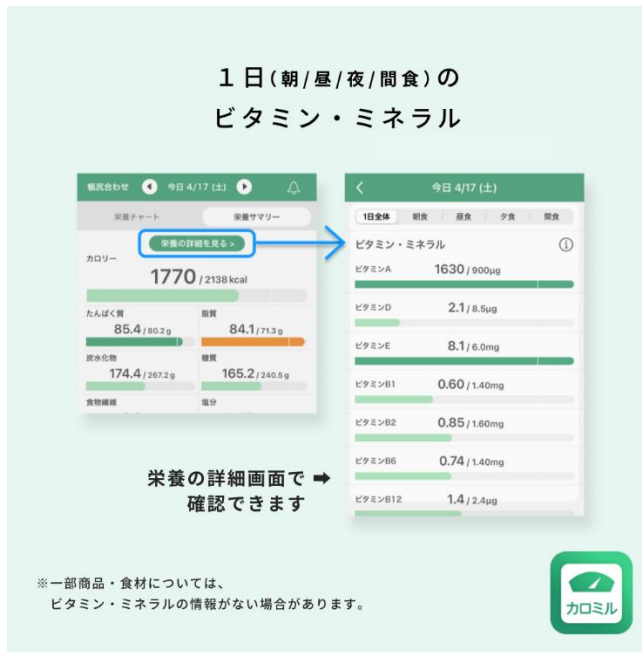 1日(朝/昼/夜/間食)の
ビタミン・ミネラル
帳尻合わせ 今日 4/17 (土)
栄養チャート 栄養サマリー
栄養の詳細を見る >
カロリー
1770 / 2138 kcal
たんぱく質 脂質
85.4 / 80.2 g 84.1 / 71.3 g
炭水化物 糖質
174.4 / 267.2 g 165.2 / 240.5 g
食物繊維 塩分
今日 4/17 (土)
1日全体 朝食 昼食 夕食 間食
ビタミン・ミネラル
ビタミンA 1630 / 900μg
ビタミンD 2.1 / 8.5μg
ビタミンE 8.1 / 6.0mg
ビタミンB1 0.60 / 1.40mg
ビタミンB2 0.85 / 1.60mg
ビタミンB6 0.74 / 1.40mg
ビタミンB12 1.4 / 2.4μg
栄養の詳細画面で ➡
確認できます
※一部商品・食材については、
ビタミン・ミネラルの情報がない場合があります。
カロミル